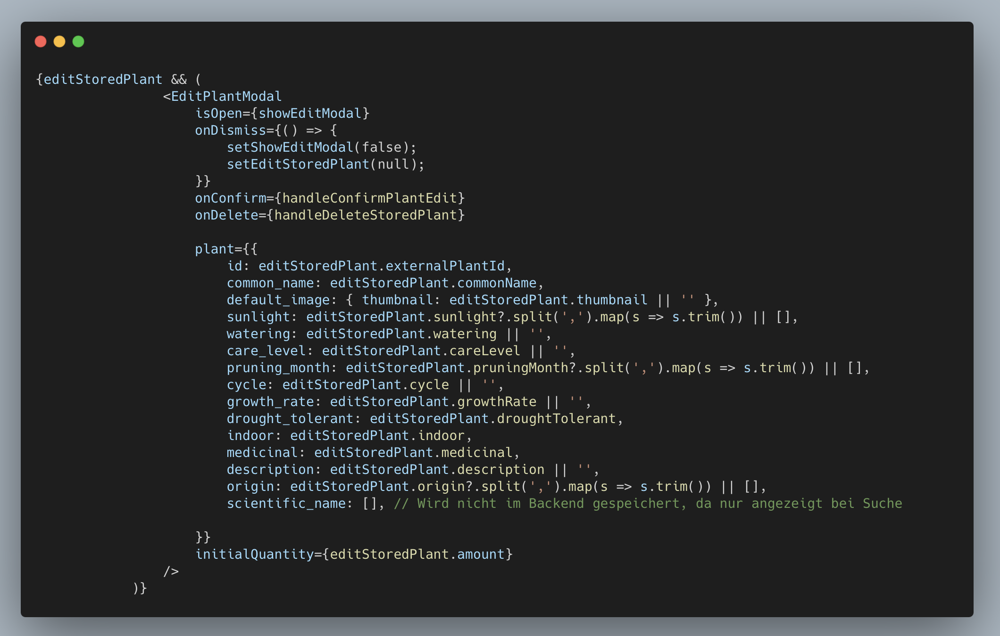 {editStoredPlant && (
<EditPlantModal
isOpen={showEditModal}
onDismiss={() => {
setShowEditModal(false);
setEditStoredPlant(null);
}}
onConfirm={handleConfirmPlantEdit}
onDelete={handleDeleteStoredPlant}
plant={{
id: editStoredPlant.externalPlantId,
common_name: editStoredPlant.commonName,
default_image: { thumbnail: editStoredPlant.thumbnail || '' },
sunlight: editStoredPlant.sunlight?.split(',').map(s => s.trim()) || [],
watering: editStoredPlant.watering || '',
care_level: editStoredPlant.careLevel || '',
pruning_month: editStoredPlant.pruningMonth?.split(',').map(s => s.trim()) || [],
cycle: editStoredPlant.cycle || '',
growth_rate: editStoredPlant.growthRate || '',
drought_tolerant: editStoredPlant.droughtTolerant,
indoor: editStoredPlant.indoor,
medicinal: editStoredPlant.medicinal,
description: editStoredPlant.description || '',
origin: editStoredPlant.origin?.split(',').map(s => s.trim()) || [],
scientific_name: [], // Wird nicht im Backend gespeichert, da nur angezeigt bei Suche
}}
initialQuantity={editStoredPlant.amount}
/>
)}